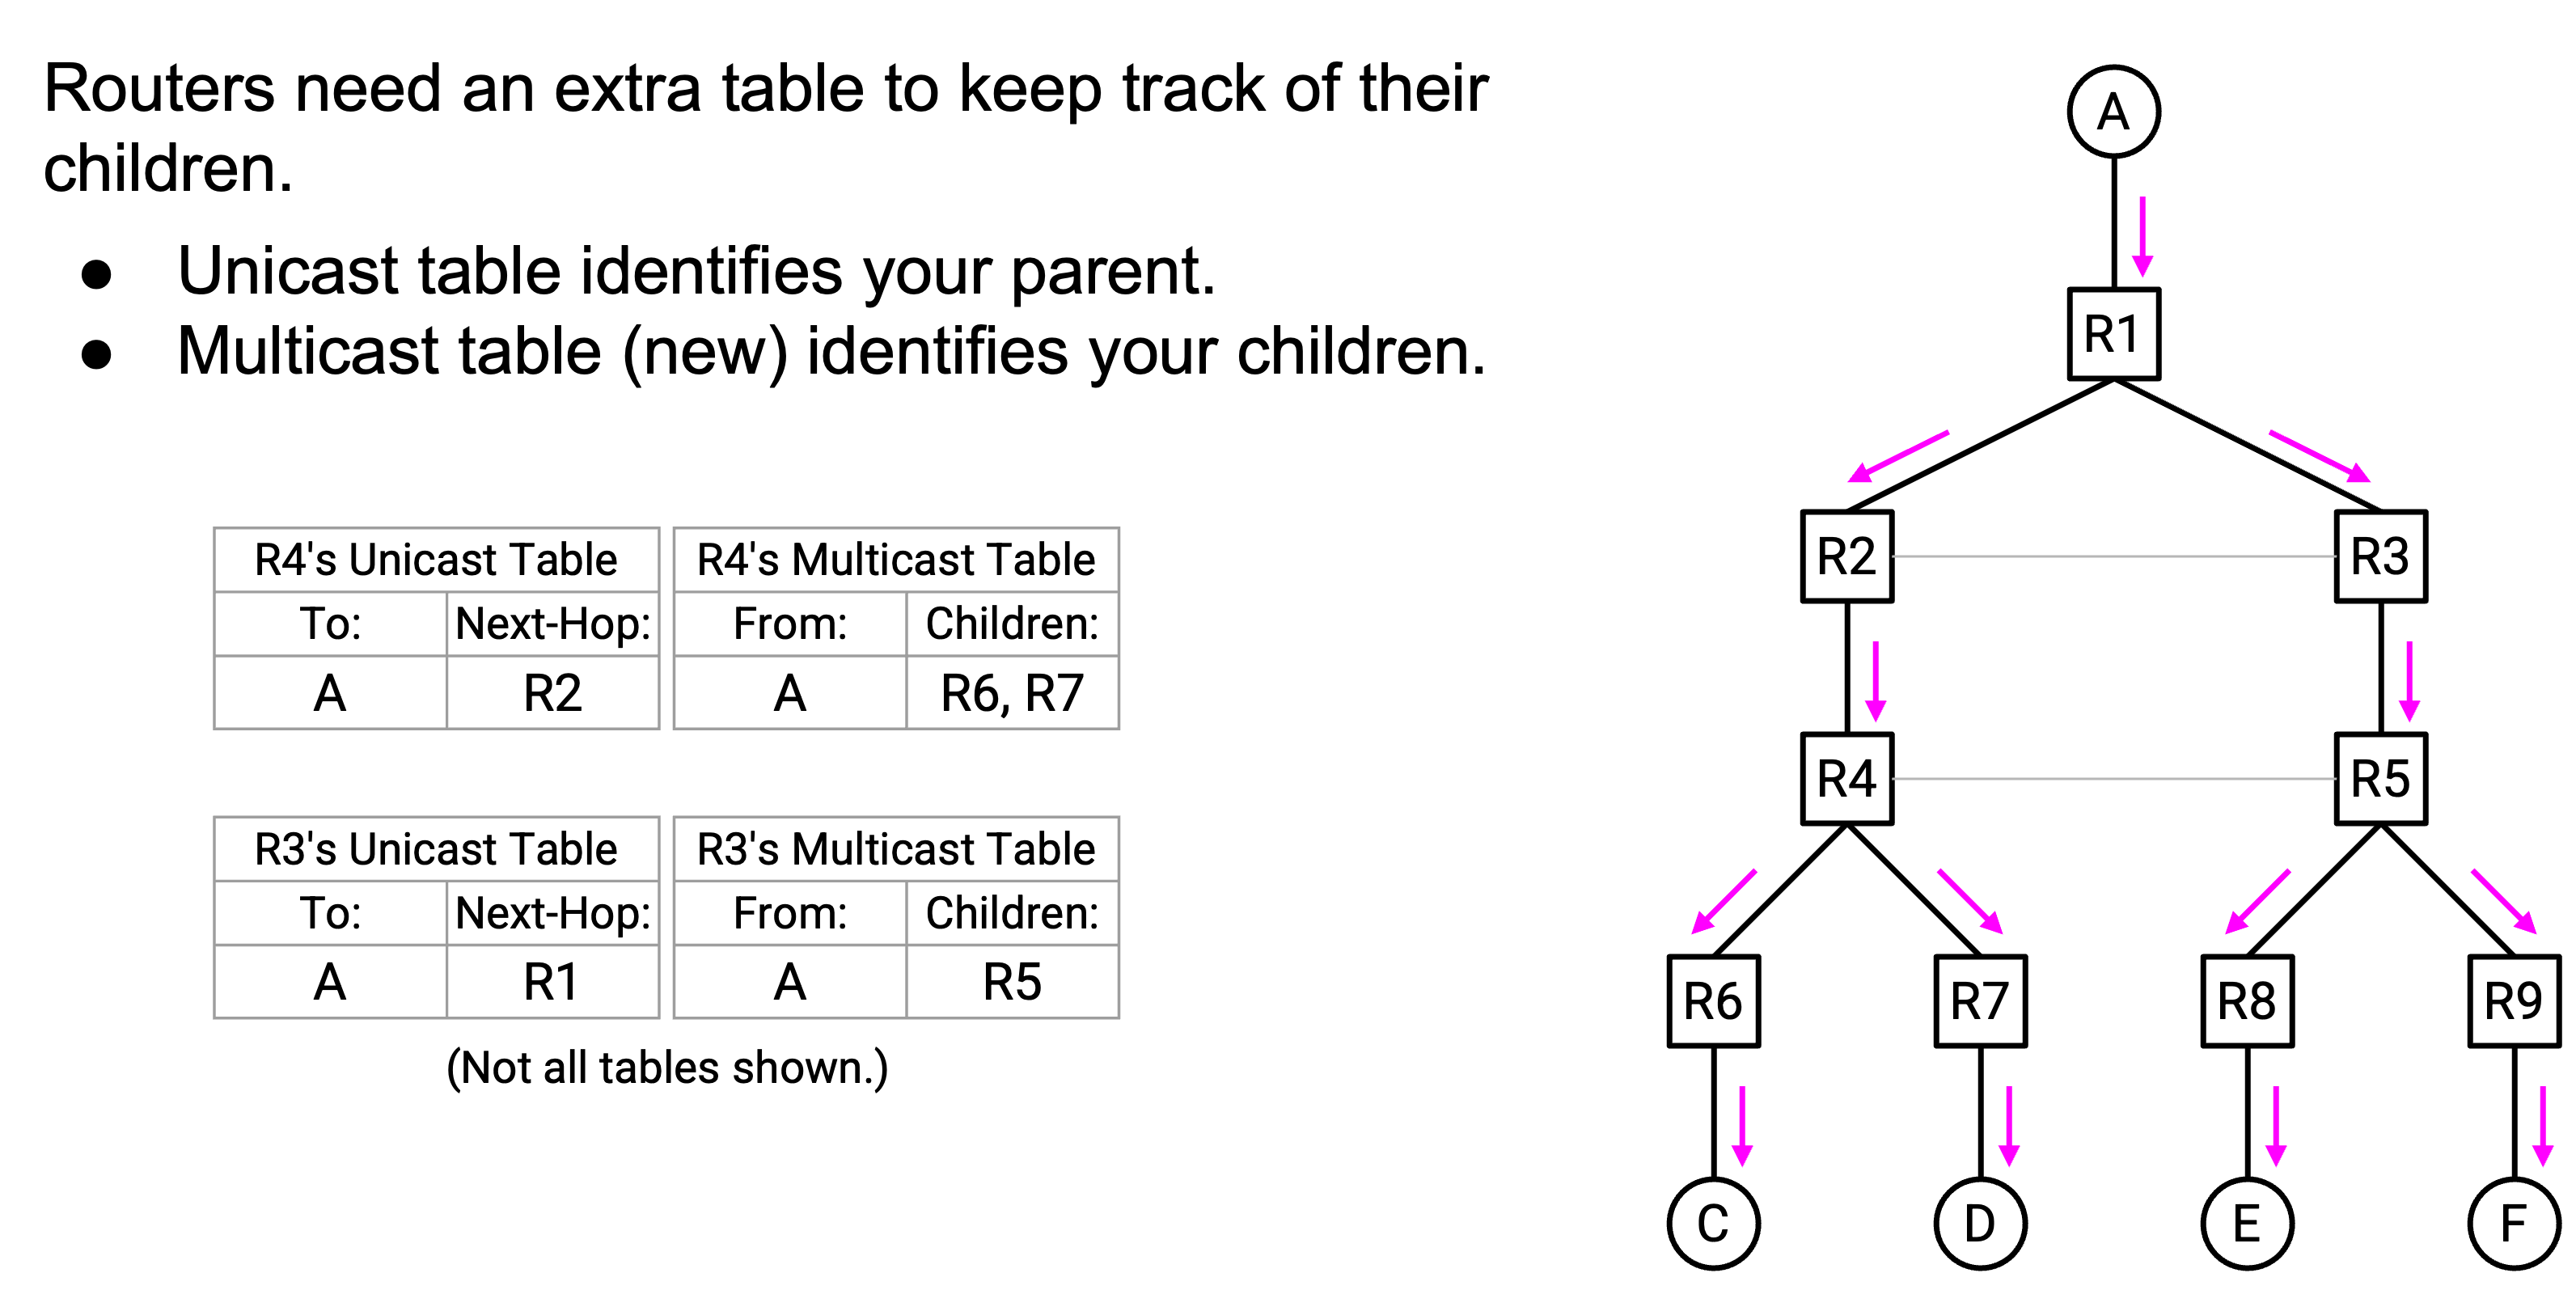 Routers need an extra table to keep track of their
children.
● Unicast table identifies your parent.
● Multicast table (new) identifies your children.
R4's Unicast Table
To: Next-Hop:
A R2
R4's Multicast Table
From: Children:
A R6, R7
R3's Unicast Table
To: Next-Hop:
A R1
R3's Multicast Table
From: Children:
A R5
(Not all tables shown.)
A
R1
R2 R3
R4 R5
R6 R7 R8 R9
C D E F